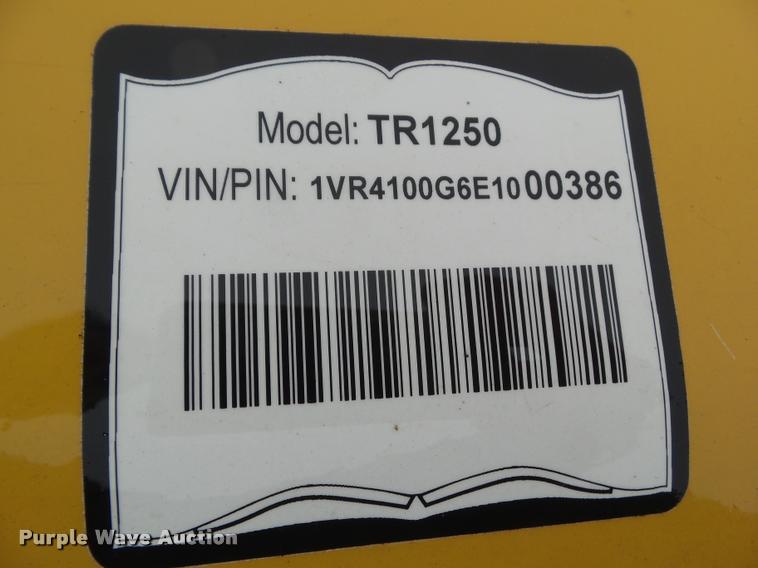 Model: TR1250
VIN/PIN: 1VR4100G6E1000386
Purple Wave Auction